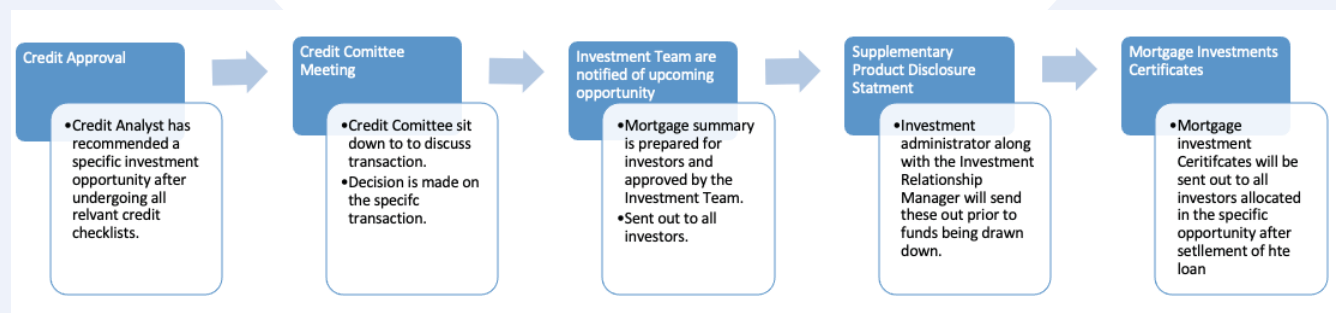 Credit Approval
•Credit Analyst has
recommended a
specific investment
opportunity after
undergoing all
relvant credit
checklists.
Credit Comittee
Meeting
•Credit Comittee sit
down to to discuss
transaction.
•Decision is made on
the specifc
transaction.
Investment Team are
notified of upcoming
opportunity
•Mortgage summary
is prepared for
investors and
approved by the
Investment Team.
•Sent out to all
investors.
Supplementary
Product Disclosure
Statment
•Investment
administrator along
with the Investment
Relationship
Manager will send
these out prior to
funds being drawn
down.
Mortgage Investments
Certificates
•Mortgage
investment
Ceritifcates will be
sent out to all
investors allocated
in the specific
opportunity after
setllement of hte
loan